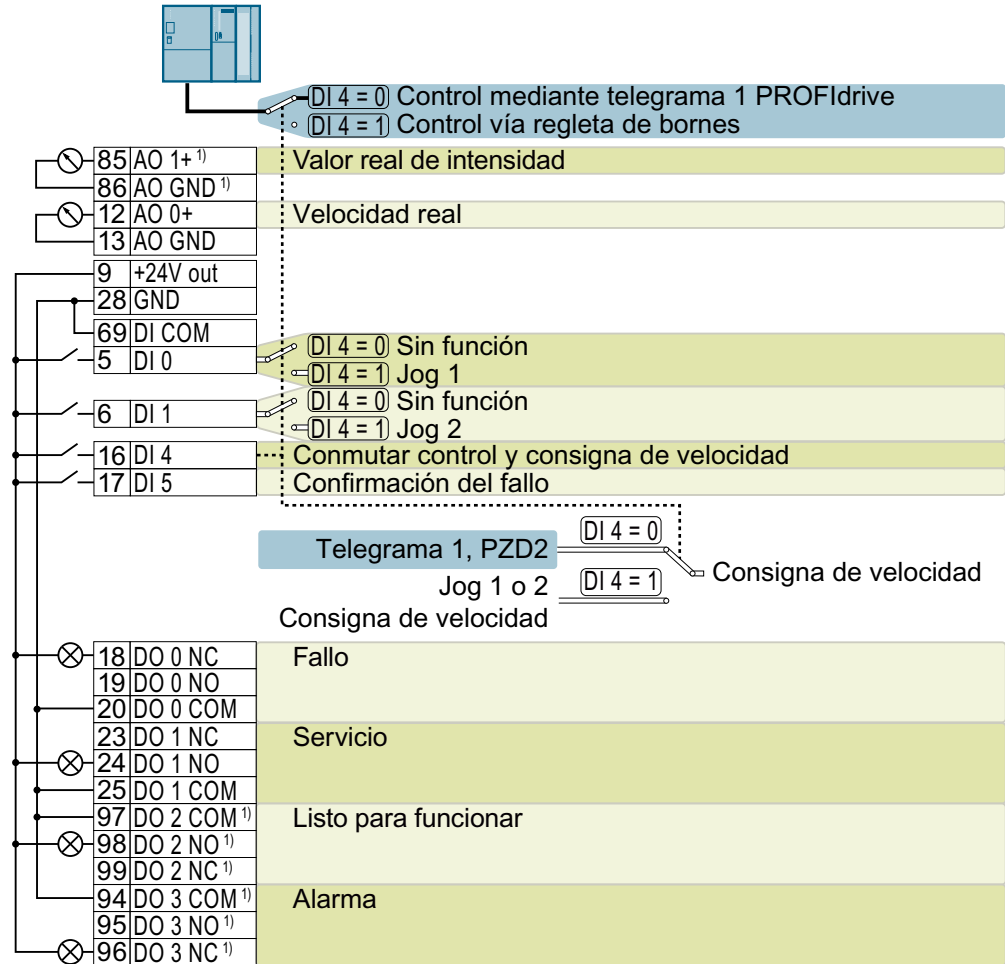 DI 4 = 0 Control mediante telegrama 1 PROFIdrive
DI 4 = 1 Control vía regleta de bornes
85 AO 1+ 1) Valor real de intensidad
86 AO GND 1)
12 AO 0+ Velocidad real
13 AO GND
9 +24V out
28 GND
69 DI COM
DI 4 = 0 Sin función
5 DI 0
DI 4 = 1 Jog 1
DI 4 = 0 Sin función
6 DI 1
DI 4 = 1 Jog 2
16 DI 4 Conmutar control y consigna de velocidad
17 DI 5 Confirmación del fallo
DI 4 = 0
Telegrama 1, PZD2
Consigna de velocidad
Jog 1 o 2 DI 4 = 1
Consigna de velocidad
18 DO 0 NC Fallo
19 DO 0 NO
20 DO 0 COM
23 DO 1 NC Servicio
24 DO 1 NO
25 DO 1 COM
97 DO 2 COM 1) Listo para funcionar
98 DO 2 NO 1)
99 DO 2 NC 1)
94 DO 3 COM 1) Alarma
95 DO 3 NO 1)
96 DO 3 NC 1)